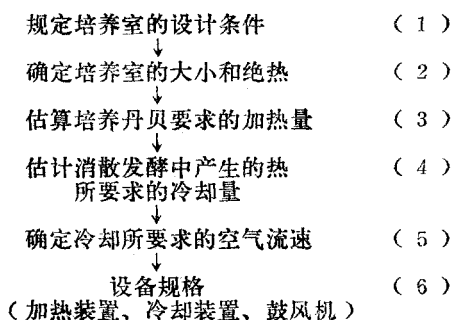 规定培养室的设计条件 （1）
确定培养室的大小和绝热 （2）
估算培养丹贝要求的加热量 （3）
估计消散发酵中产生的热 （4）
所要求的冷却量
确定冷却所要求的空气流速 （5）
设备规格 （6）
（加热装置、冷却装置、鼓风机）